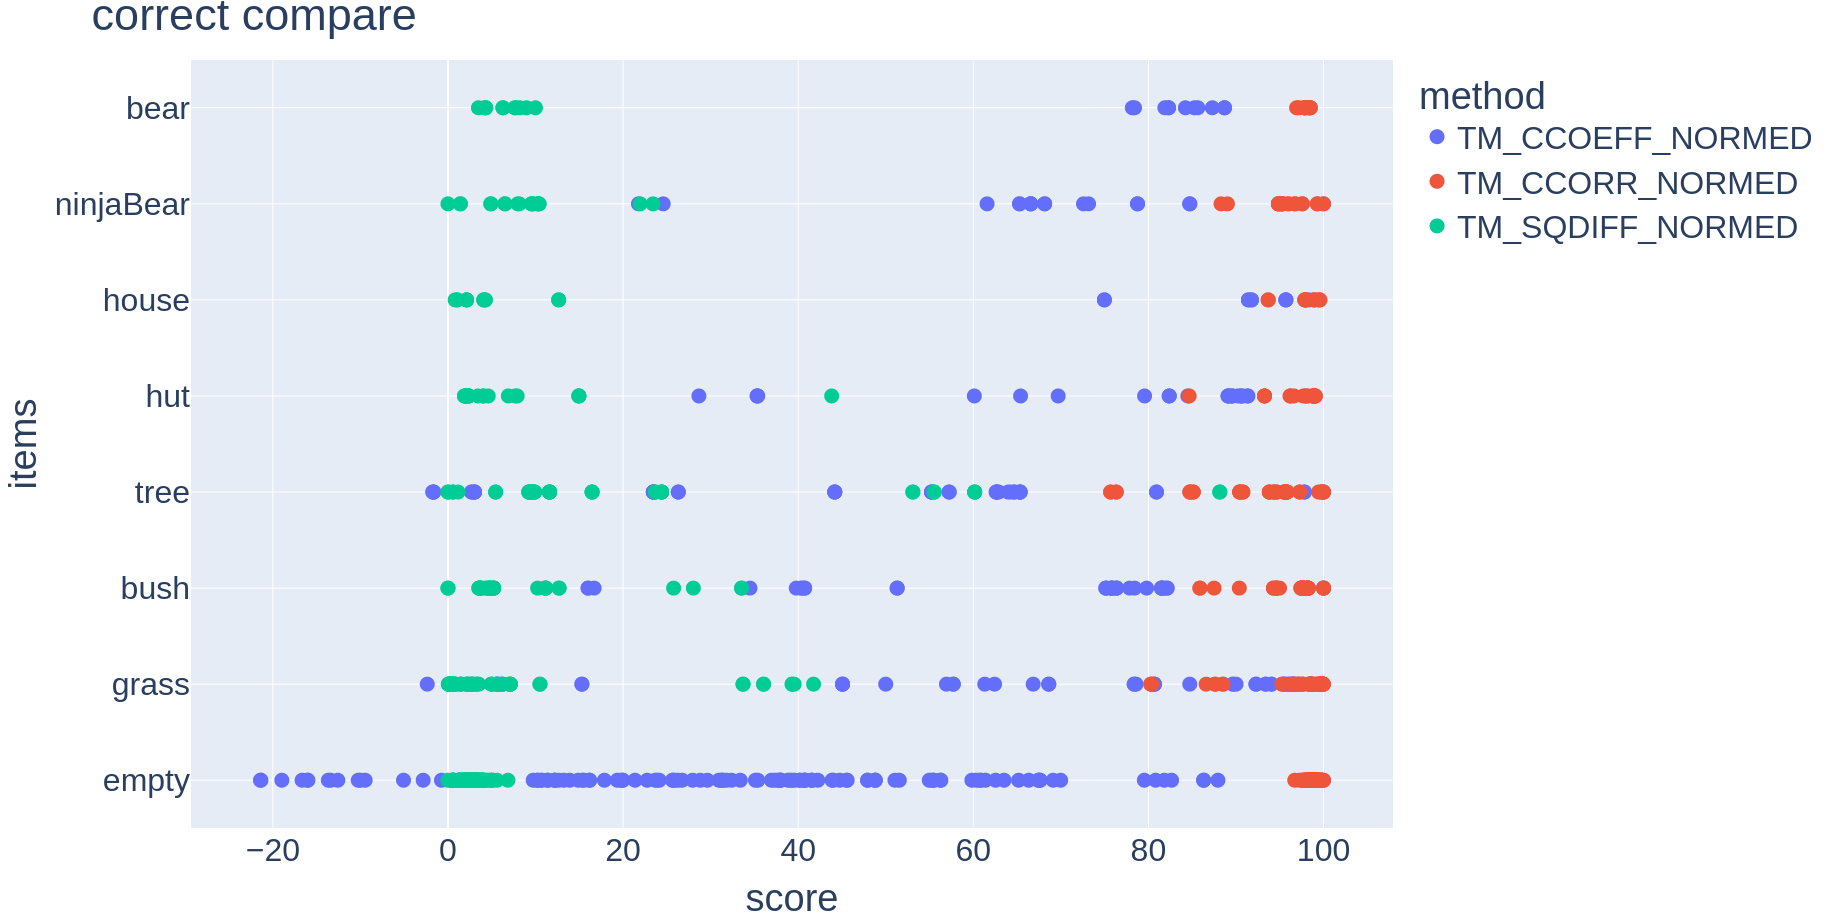 correct compare
bear
ninjaBear
house
hut
tree
bush
grass
empty
items
−20 0 20 40 60 80 100
score
method
TM_CCOEFF_NORMED
TM_CCORR_NORMED
TM_SQDIFF_NORMED